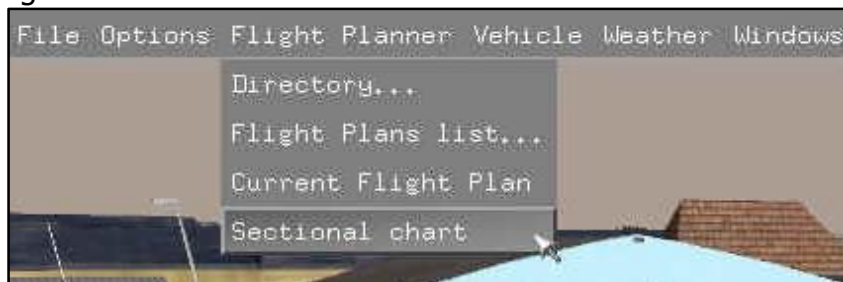 File Options Flight Planner Vehicle Weather Windows
Directory...
Flight Plans list...
Current Flight Plan
Sectional chart